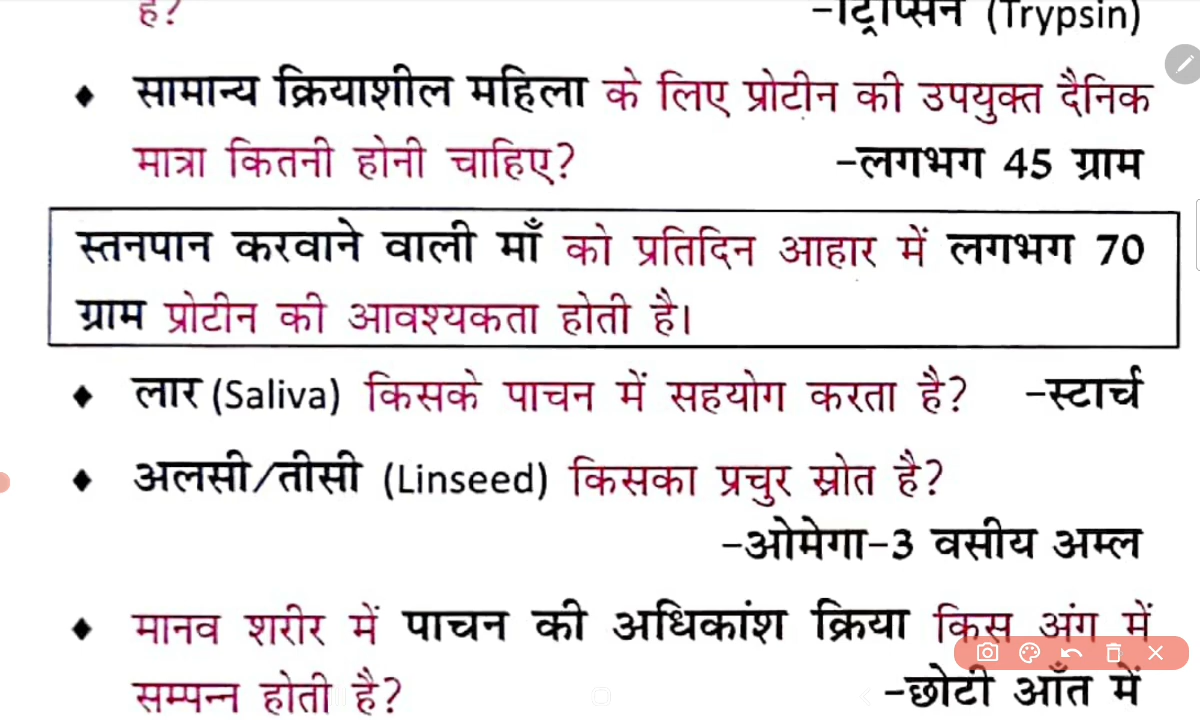 है?
-ट्रिप्सिन (Trypsin)
♦ सामान्य क्रियाशील महिला के लिए प्रोटीन की उपयुक्त दैनिक
मात्रा कितनी होनी चाहिए? -लगभग 45 ग्राम
स्तनपान करवाने वाली माँ को प्रतिदिन आहार में लगभग 70
ग्राम प्रोटीन की आवश्यकता होती है।
♦ लार (Saliva) किसके पाचन में सहयोग करता है? -स्टार्च
♦ अलसी/तीसी (Linseed) किसका प्रचुर स्रोत है?
-ओमेगा-3 वसीय अम्ल
♦ मानव शरीर में पाचन की अधिकांश क्रिया किस अंग में
सम्पन्न होती है? -छोटी आँत में